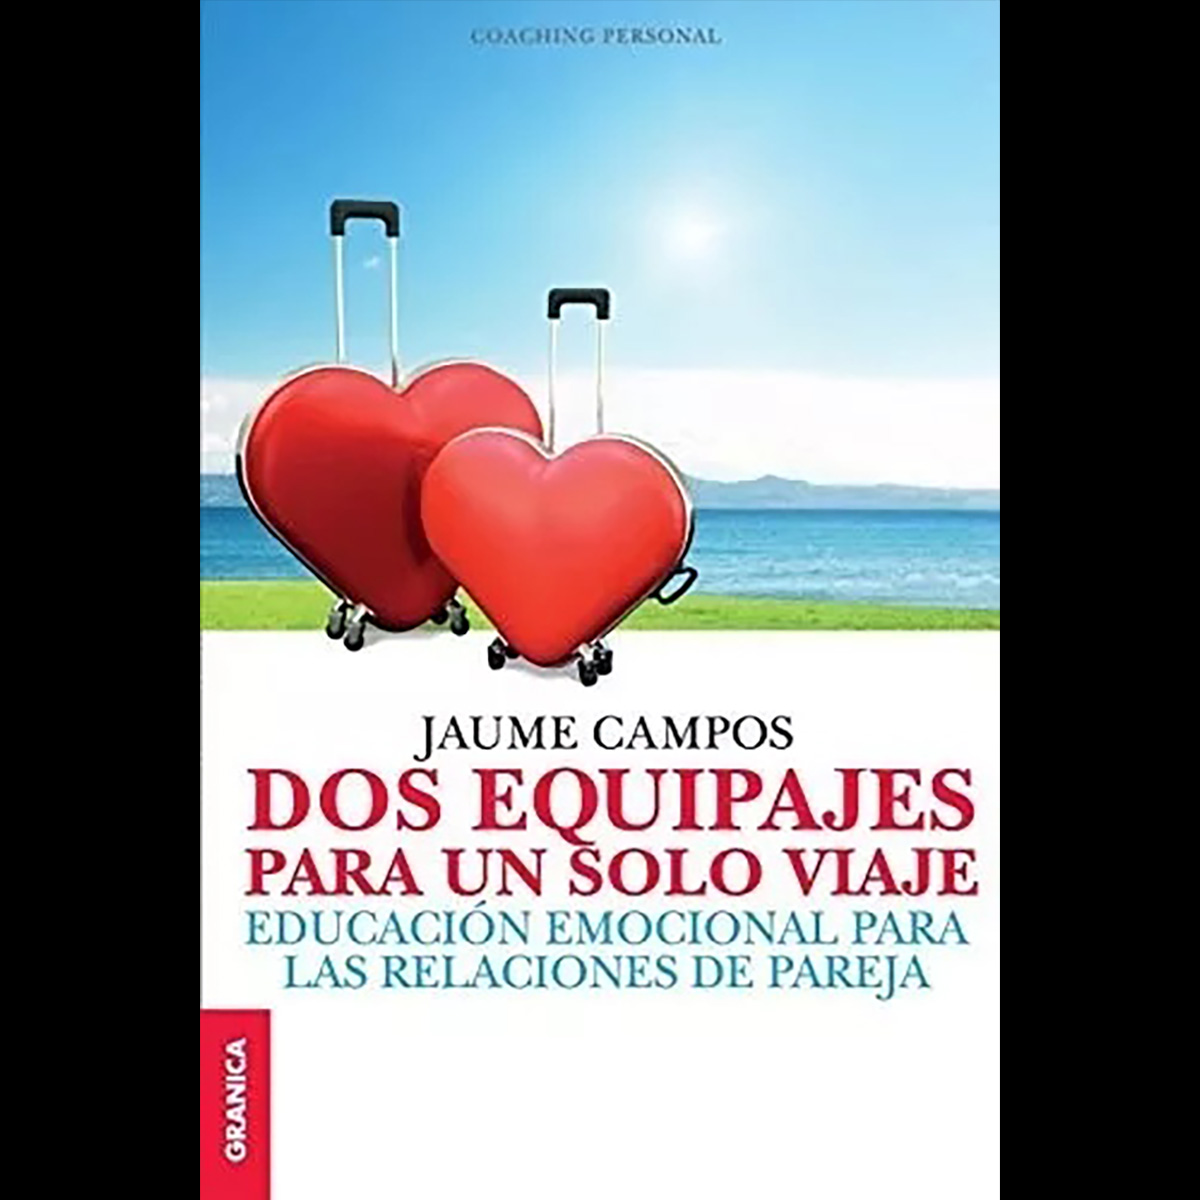 COACHING PERSONAL
JAUME CAMPOS
DOS EQUIPAJES
PARA UN SOLO VIAJE
EDUCACIÓN EMOCIONAL PARA
LAS RELACIONES DE PAREJA
GRANICA